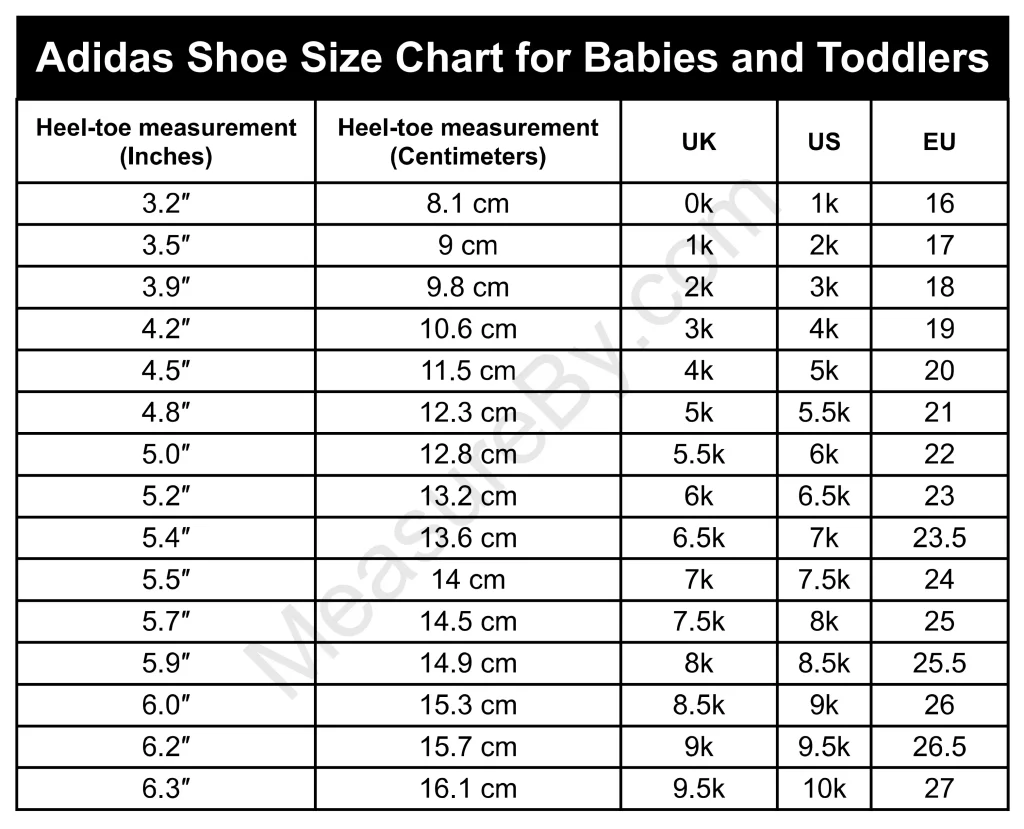 Adidas Shoe Size Chart for Babies and Toddlers
Heel-toe measurement (Inches) Heel-toe measurement (Centimeters) UK US EU
3.2″ 8.1 cm 0k 1k 16
3.5″ 9 cm 1k 2k 17
3.9″ 9.8 cm 2k 3k 18
4.2″ 10.6 cm 3k 4k 19
4.5″ 11.5 cm 4k 5k 20
4.8″ 12.3 cm 5k 5.5k 21
5.0″ 12.8 cm 5.5k 6k 22
5.2″ 13.2 cm 6k 6.5k 23
5.4″ 13.6 cm 6.5k 7k 23.5
5.5″ 14 cm 7k 7.5k 24
5.7″ 14.5 cm 7.5k 8k 25
5.9″ 14.9 cm 8k 8.5k 25.5
6.0″ 15.3 cm 8.5k 9k 26
6.2″ 15.7 cm 9k 9.5k 26.5
6.3″ 16.1 cm 9.5k 10k 27
MeasureBy.com